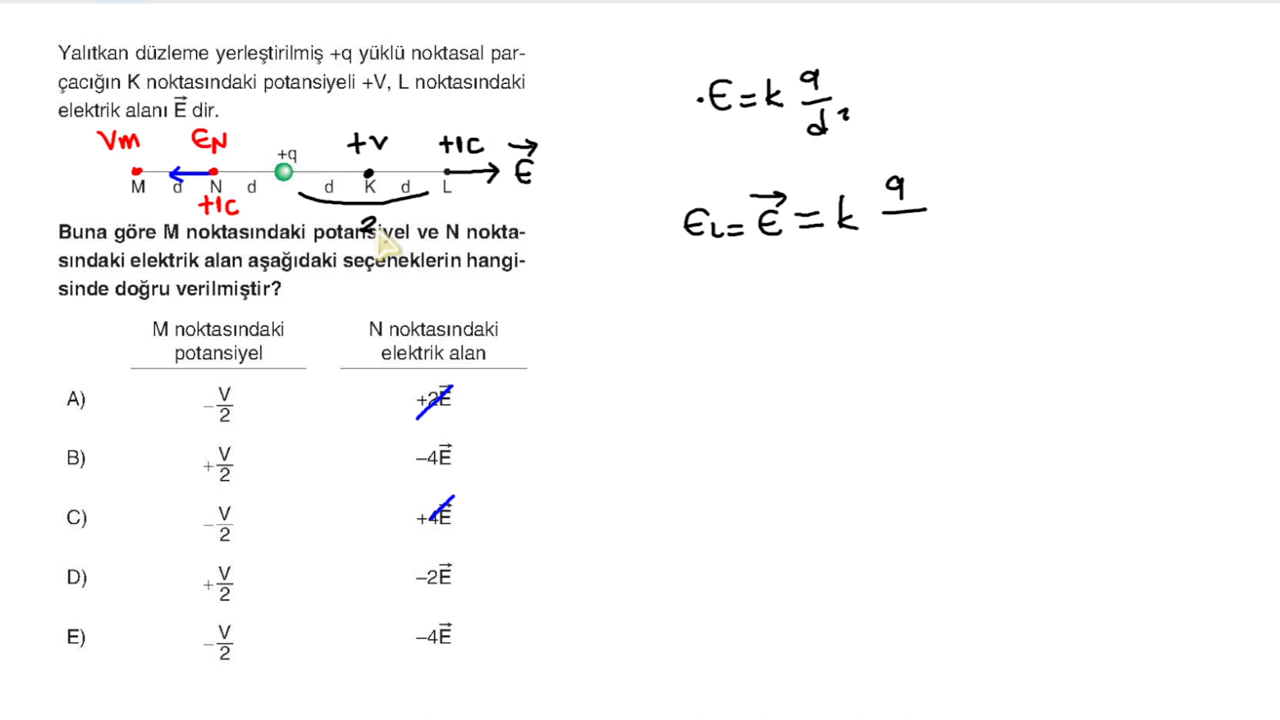 Yalıtkan düzleme yerleştirilmiş +q yüklü noktasal par-
çacığın K noktasındaki potansiyeli +V, L noktasındaki
elektrik alanı E⃗ dir.
Vm EN +q +V +1C E⃗
M d N d d K d L
+1C
2
Buna göre M noktasındaki potansiyel ve N nokta-
sındaki elektrik alan aşağıdaki seçeneklerin hangi-
sinde doğru verilmiştir?
M noktasındaki N noktasındaki
potansiyel elektrik alan
A) −V/2 +2E⃗
B) +V/2 −4E⃗
C) −V/2 +4E⃗
D) +V/2 −2E⃗
E) −V/2 −4E⃗
.E = k q/d²
EL = E⃗ = k q/